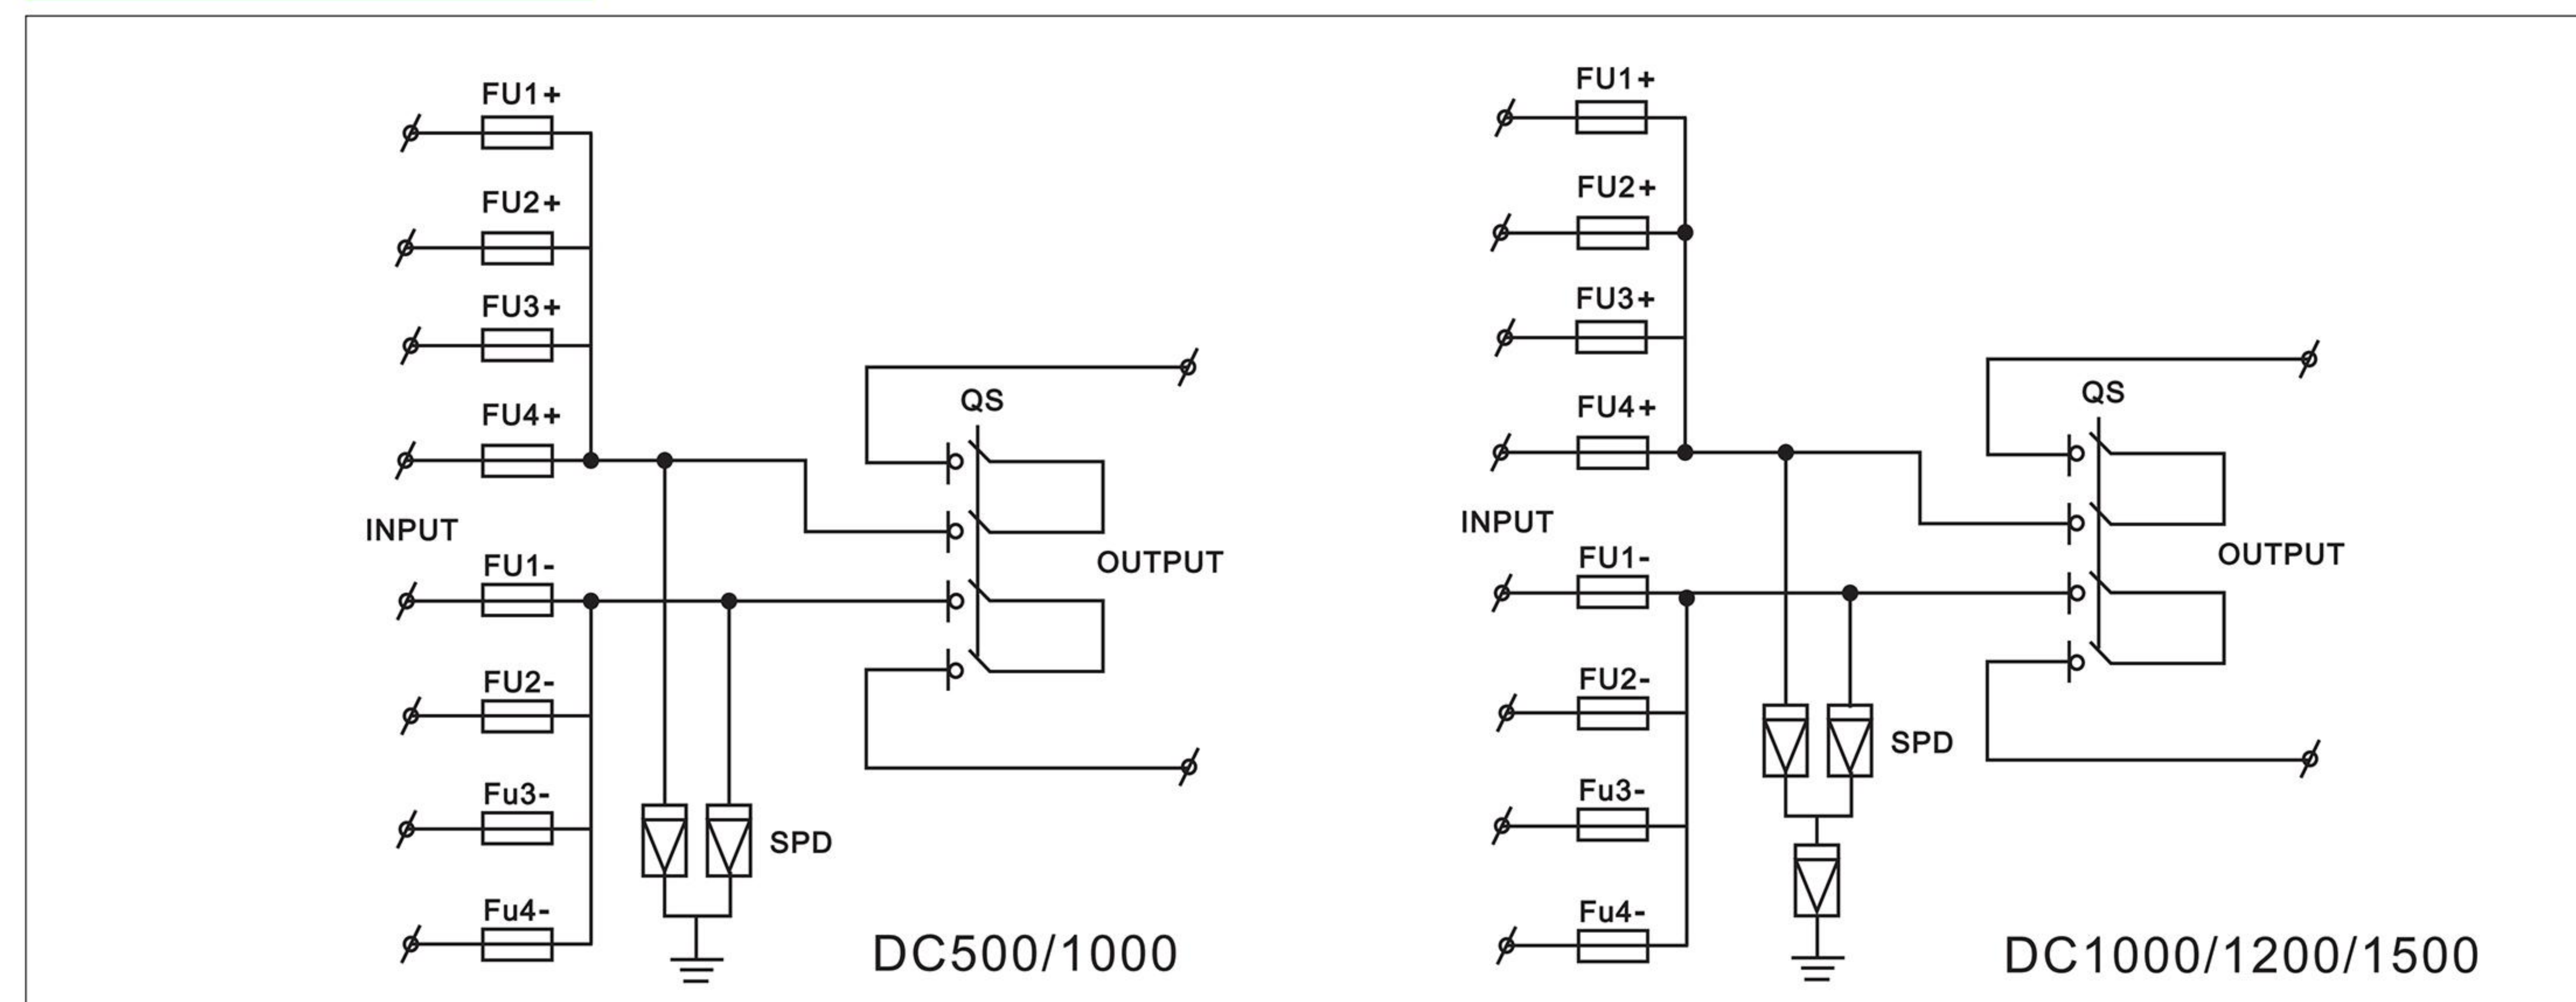 FU1+
FU2+
FU3+
FU4+
INPUT
FU1-
FU2-
Fu3-
Fu4-
QS
OUTPUT
SPD
DC500/1000
FU1+
FU2+
FU3+
FU4+
INPUT
FU1-
FU2-
Fu3-
Fu4-
QS
OUTPUT
SPD
DC1000/1200/1500